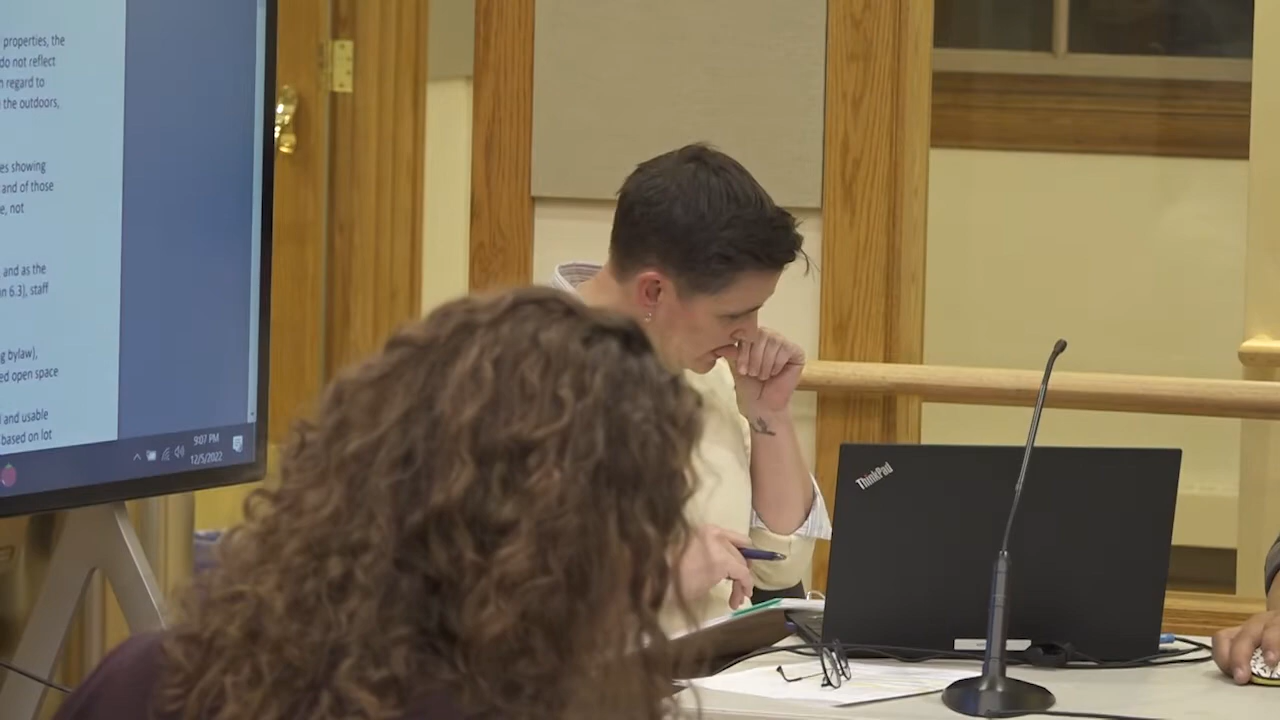 properties, the
do not reflect
regard to
the outdoors,
es showing
and of those
e, not
and as the
n 6.3), staff
g bylaw),
ed open space
and usable
based on lot
9:07 PM
12/5/2022
ThinkPad